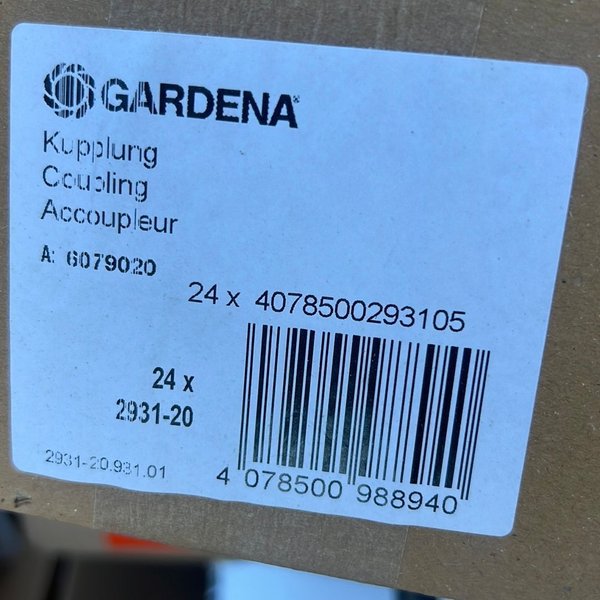 GARDENA®
Kupplung
Coupling
Accoupleur
A: 6079020
24 x 4078500293105
24 x
2931-20
2931-20.931.01
4 078500 988940